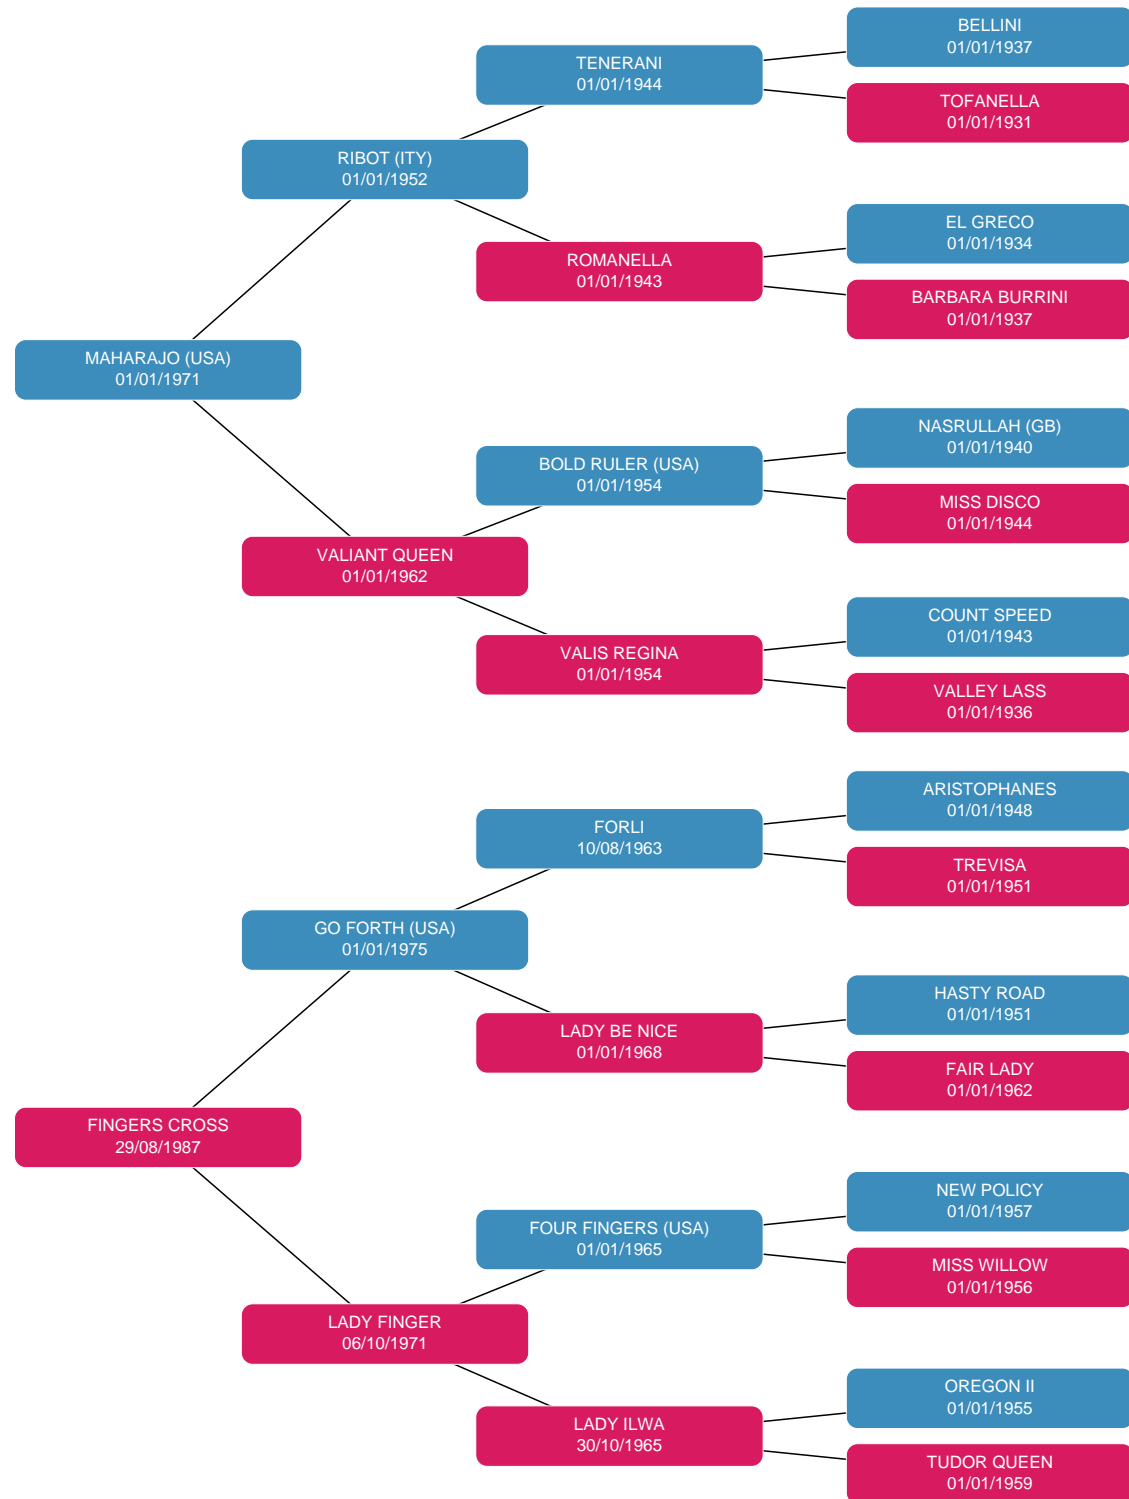 BELLINI
01/01/1937
TENERANI
01/01/1944
TOFANELLA
01/01/1931
RIBOT (ITY)
01/01/1952
EL GRECO
01/01/1934
ROMANELLA
01/01/1943
BARBARA BURRINI
01/01/1937
MAHARAJO (USA)
01/01/1971
NASRULLAH (GB)
01/01/1940
BOLD RULER (USA)
01/01/1954
MISS DISCO
01/01/1944
VALIANT QUEEN
01/01/1962
COUNT SPEED
01/01/1943
VALIS REGINA
01/01/1954
VALLEY LASS
01/01/1936
ARISTOPHANES
01/01/1948
FORLI
10/08/1963
TREVISA
01/01/1951
GO FORTH (USA)
01/01/1975
HASTY ROAD
01/01/1951
LADY BE NICE
01/01/1968
FAIR LADY
01/01/1962
FINGERS CROSS
29/08/1987
NEW POLICY
01/01/1957
FOUR FINGERS (USA)
01/01/1965
MISS WILLOW
01/01/1956
LADY FINGER
06/10/1971
OREGON II
01/01/1955
LADY ILWA
30/10/1965
TUDOR QUEEN
01/01/1959